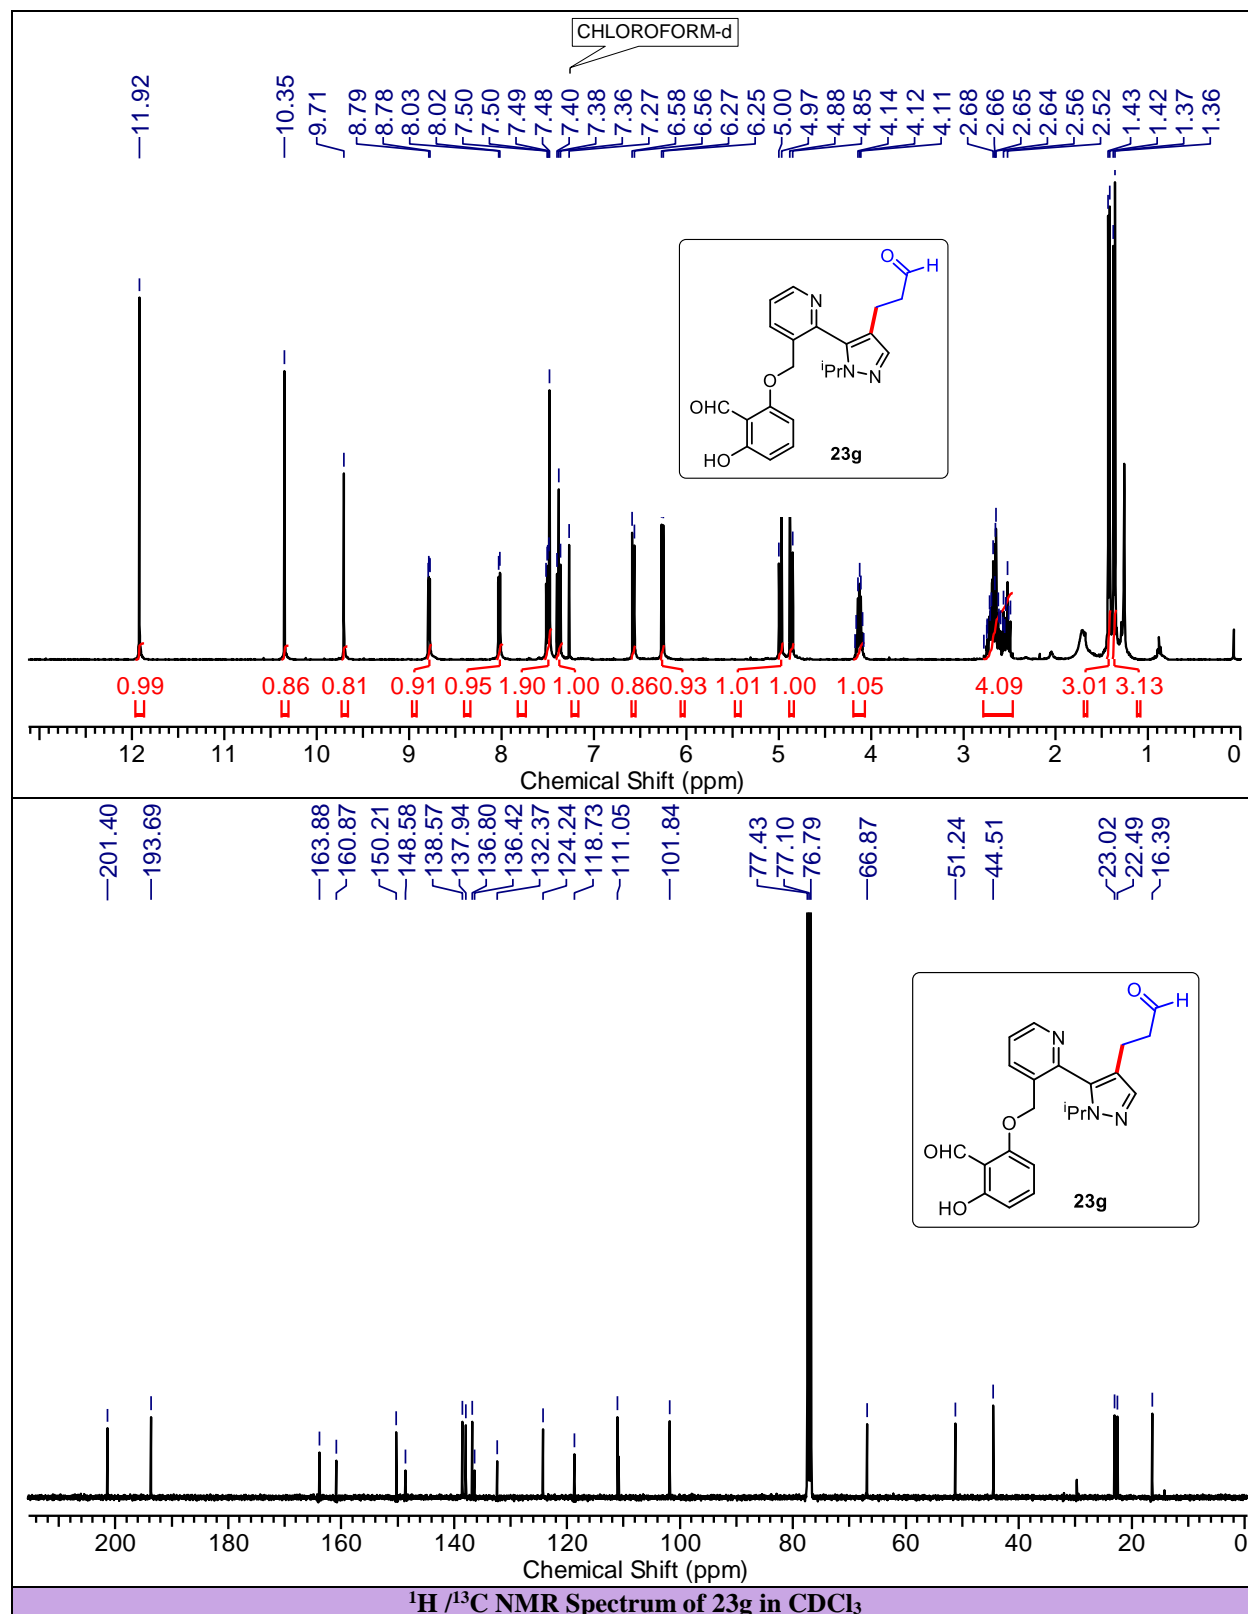 CHLOROFORM-d
11.92 10.35 9.71 8.79 8.78 8.03 8.02 7.50 7.50 7.49 7.48 7.40 7.38 7.36 7.27 6.58 6.56 6.27 6.25 5.00 4.97 4.88 4.85 4.14 4.12 4.11 2.68 2.66 2.65 2.64 2.56 2.52 1.43 1.42 1.37 1.36
O
H
N
iPr
N
N
O
OHC
HO
23g
0.99 0.86 0.81 0.91 0.95 1.90 1.00 0.86 0.93 1.01 1.00 1.05 4.09 3.01 3.13
12 11 10 9 8 7 6 5 4 3 2 1 0
Chemical Shift (ppm)
201.40 193.69 163.88 160.87 150.21 148.58 138.57 137.94 136.80 136.42 132.37 124.24 118.73 111.05 101.84 77.43 77.10 76.79 66.87 51.24 44.51 23.02 22.49 16.39
O
H
N
iPr
N
N
O
OHC
HO
23g
200 180 160 140 120 100 80 60 40 20 0
Chemical Shift (ppm)
¹H /¹³C NMR Spectrum of 23g in CDCl₃